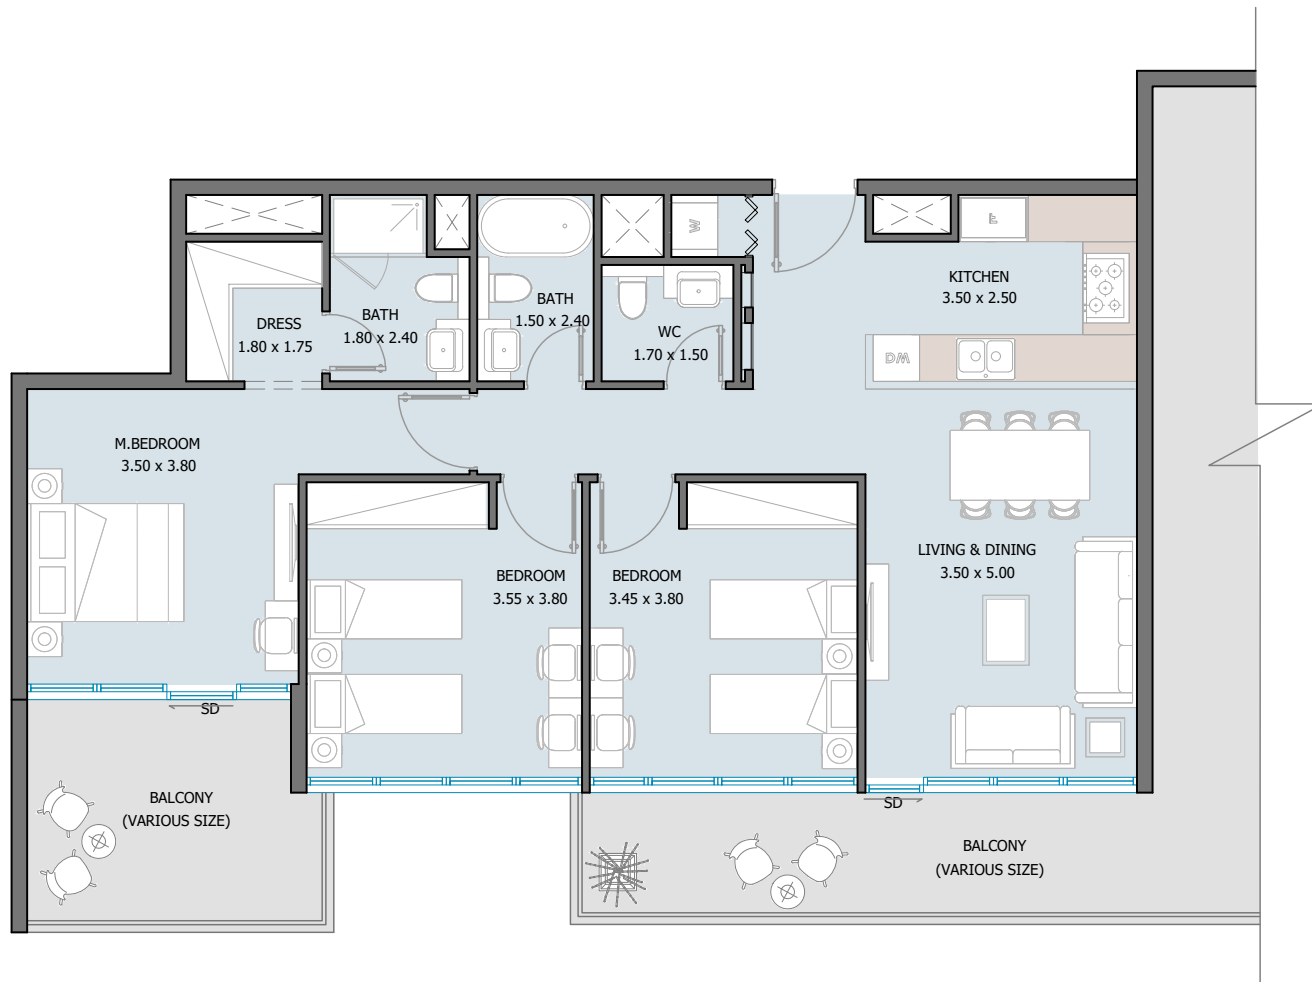 W
F
KITCHEN
3.50 x 2.50
BATH
1.50 x 2.40
BATH
1.80 x 2.40
DRESS
1.80 x 1.75
WC
1.70 x 1.50
DW
M.BEDROOM
3.50 x 3.80
LIVING & DINING
3.50 x 5.00
BEDROOM
3.55 x 3.80
BEDROOM
3.45 x 3.80
SD
SD
BALCONY
(VARIOUS SIZE)
BALCONY
(VARIOUS SIZE)